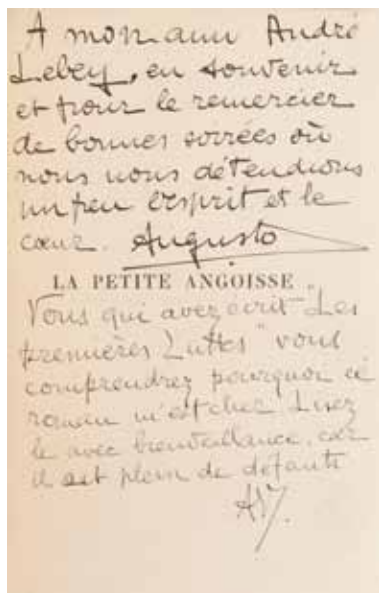 A mon ami André
Lebey, en souvenir
et pour le remercier
de bonnes soirées où
nous nous détendions
un peu l'esprit et le
cœur. Augusto
LA PETITE ANGOISSE
Vous qui avez écrit "Les
premières Luttes" vous
comprendrez pourquoi ce
roman m'est cher. Lisez
le avec bienveillance, car
il est plein de défauts